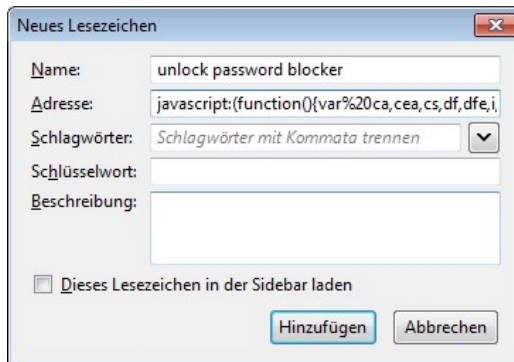 Neues Lesezeichen
Name: unlock password blocker
Adresse: javascript:(function(){var%20ca,cea,cs,df,dfe,i,
Schlagwörter: Schlagwörter mit Kommata trennen
Schlüsselwort:
Beschreibung:
Dieses Lesezeichen in der Sidebar laden
Hinzufügen Abbrechen